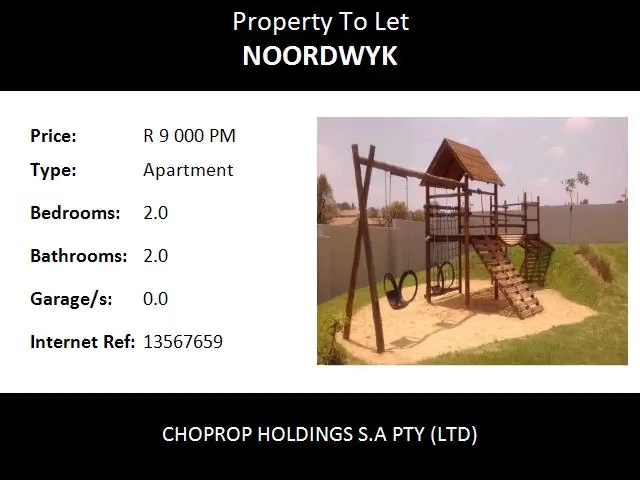 Property To Let
NOORDWYK
Price: R 9 000 PM
Type: Apartment
Bedrooms: 2.0
Bathrooms: 2.0
Garage/s: 0.0
Internet Ref: 13567659
CHOPROP HOLDINGS S.A PTY (LTD)